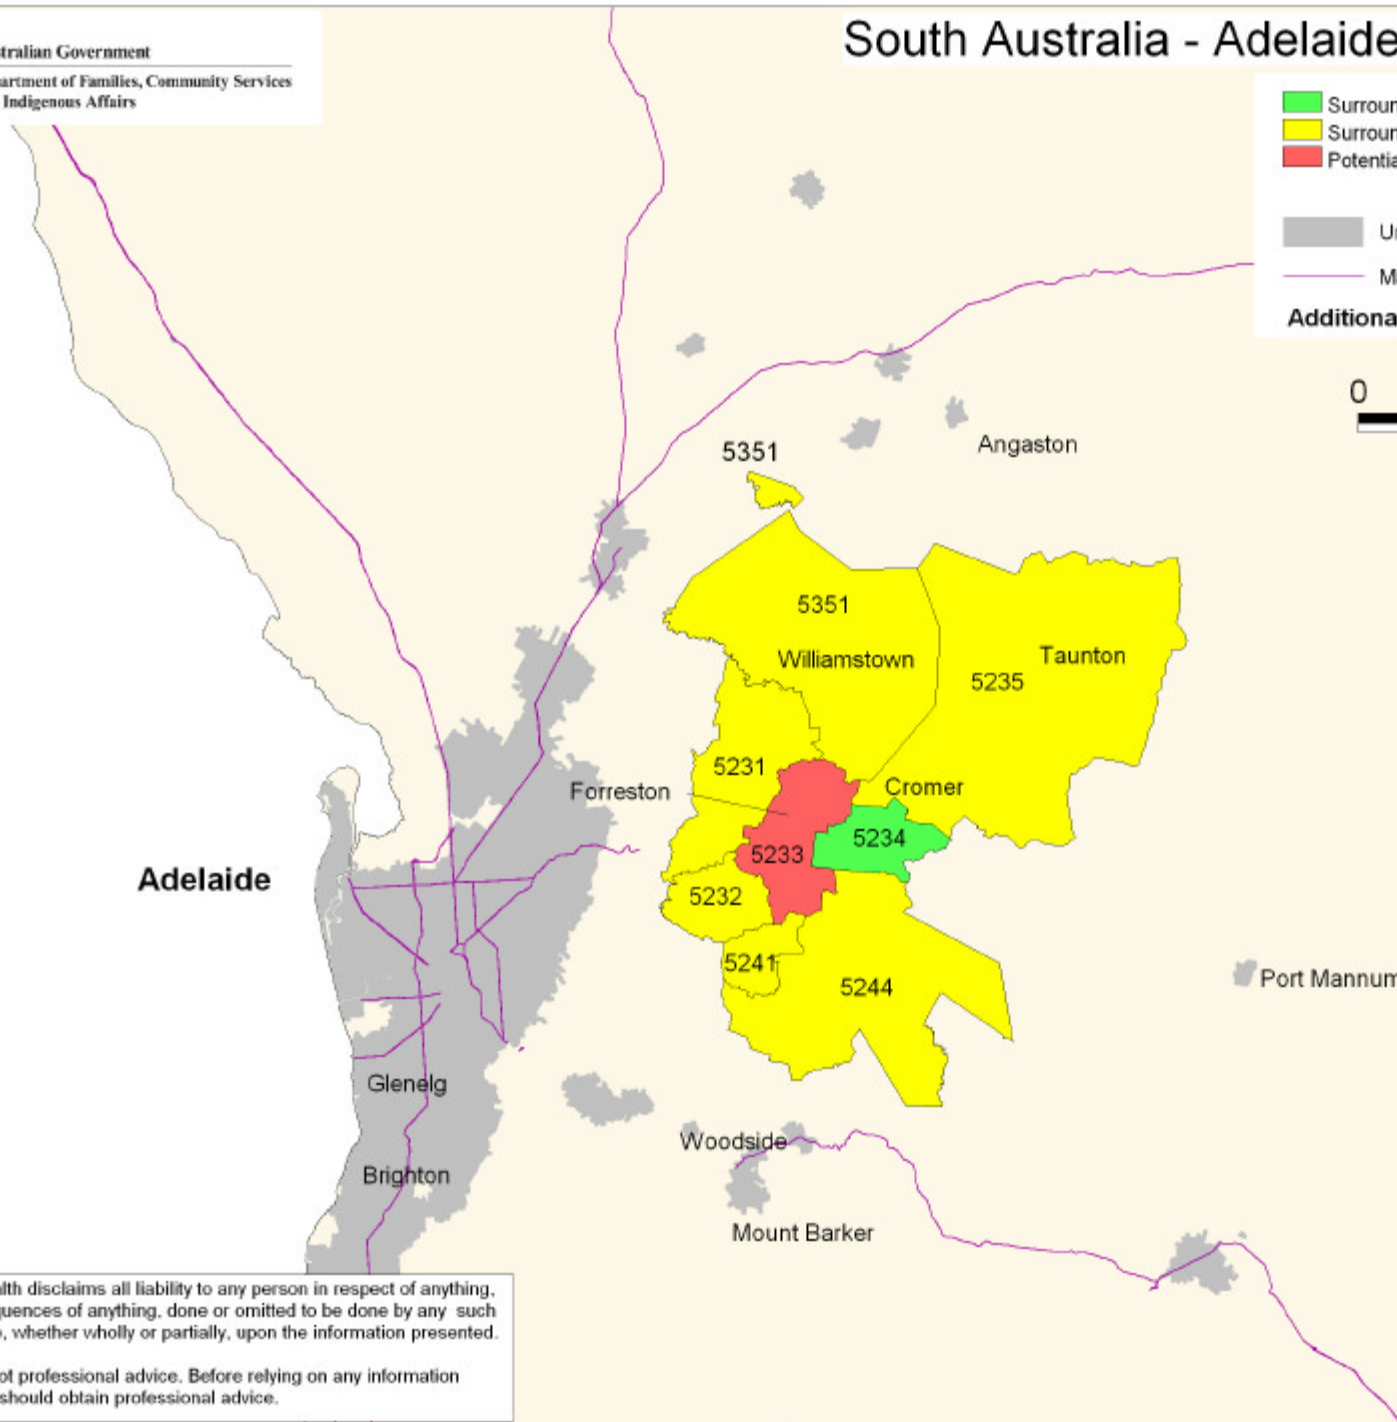 South Australia - Adelaide
tralian Government
artment of Families, Community Services
Indigenous Affairs
Surroun
Surroun
Potentia
Additiona
0
Angaston
5351
5351
Williamstown
Taunton
5235
5231
Forreston
Cromer
5234
5233
Adelaide
5232
5241
5244
Port Mannum
Glenelg
Woodside
Brighton
Mount Barker
lth disclaims all liability to any person in respect of anything,
uences of anything, done or omitted to be done by any such
, whether wholly or partially, upon the information presented.
ot professional advice. Before relying on any information
should obtain professional advice.